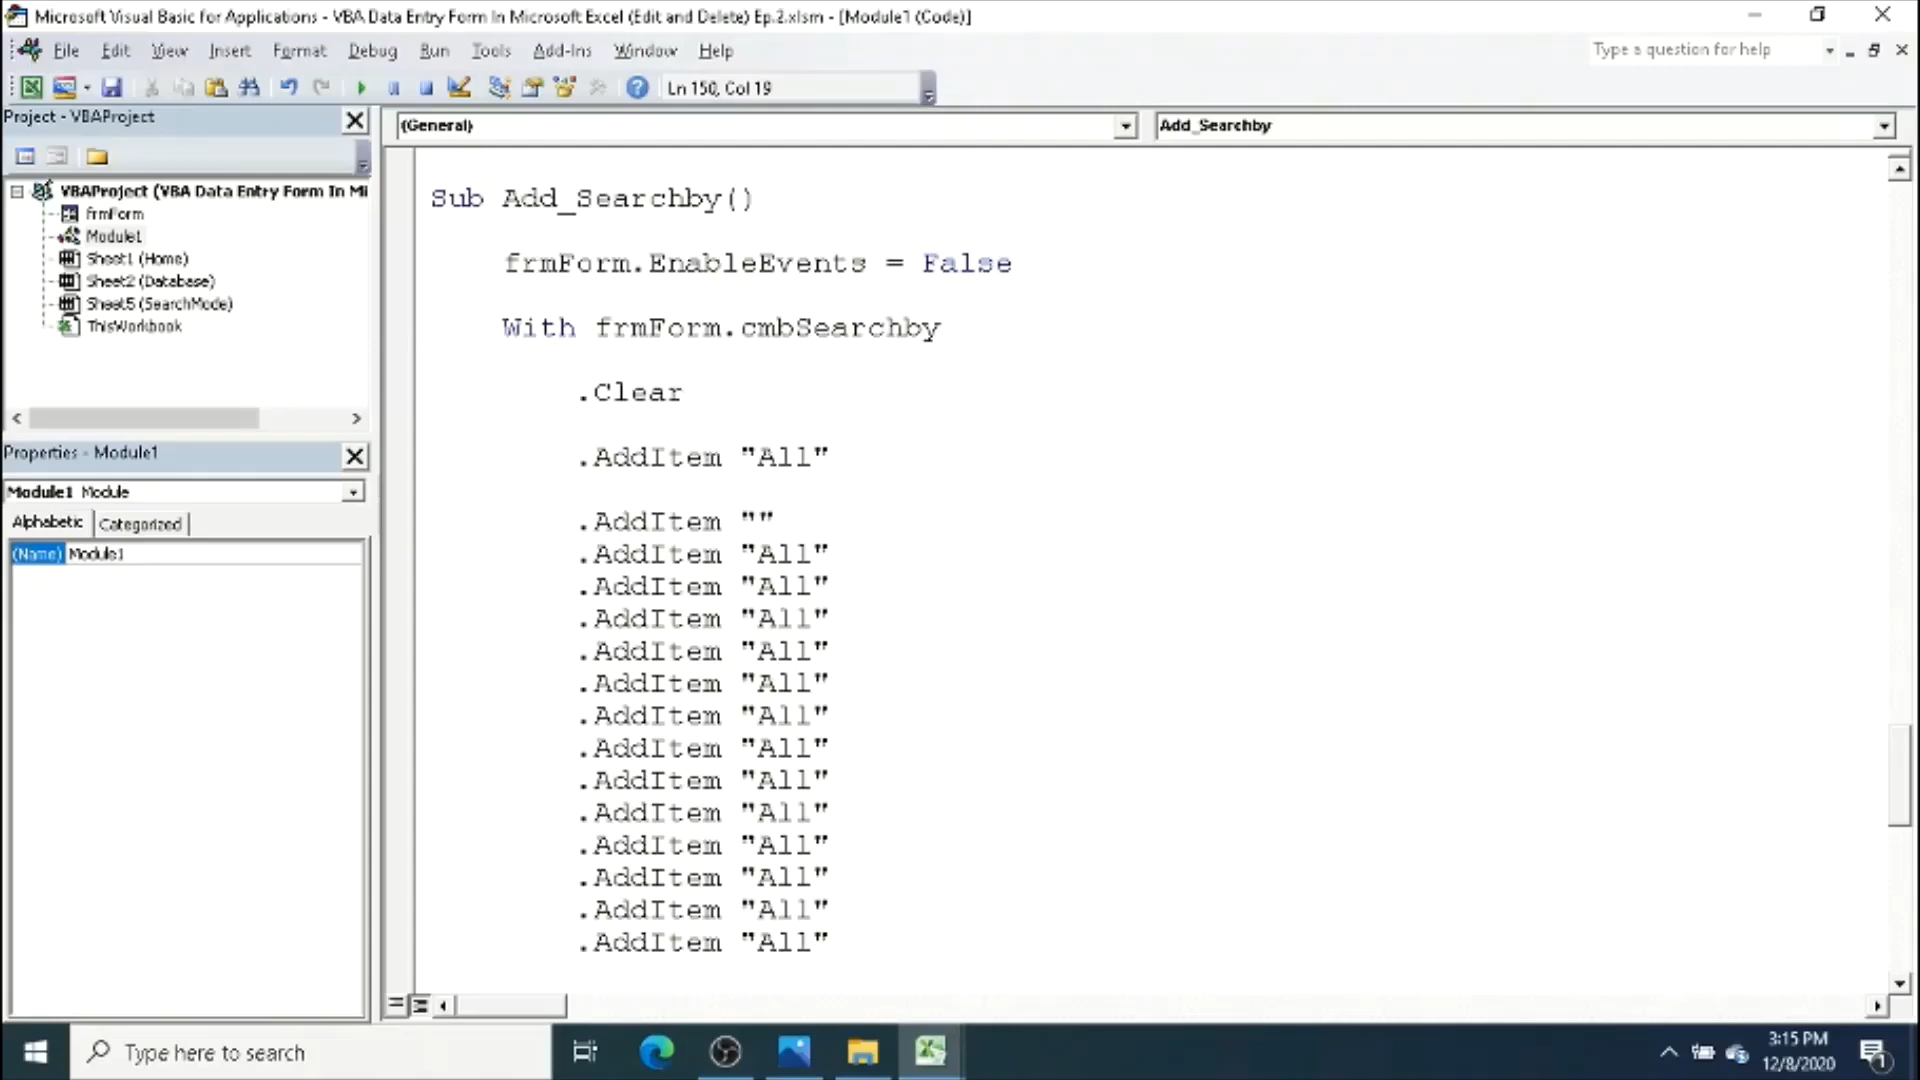 Microsoft Visual Basic for Applications - VBA Data Entry Form In Microsoft Excel (Edit and Delete) Ep.2.xlsm - [Module1 (Code)]
File Edit View Insert Format Debug Run Tools Add-Ins Window Help
Type a question for help
Ln 150, Col 19
Project - VBAProject
(General)
Add_Searchby
VBAProject (VBA Data Entry Form In Mi
frmForm
Module1
Sheet1 (Home)
Sheet2 (Database)
Sheet5 (SearchMode)
ThisWorkbook
Properties - Module1
Module1 Module
Alphabetic Categorized
(Name) Module1
Sub Add_Searchby()
frmForm.EnableEvents = False
With frmForm.cmbSearchby
.Clear
.AddItem "All"
.AddItem ""
.AddItem "All"
.AddItem "All"
.AddItem "All"
.AddItem "All"
.AddItem "All"
.AddItem "All"
.AddItem "All"
.AddItem "All"
.AddItem "All"
.AddItem "All"
.AddItem "All"
.AddItem "All"
.AddItem "All"
Type here to search
3:15 PM
12/8/2020
1